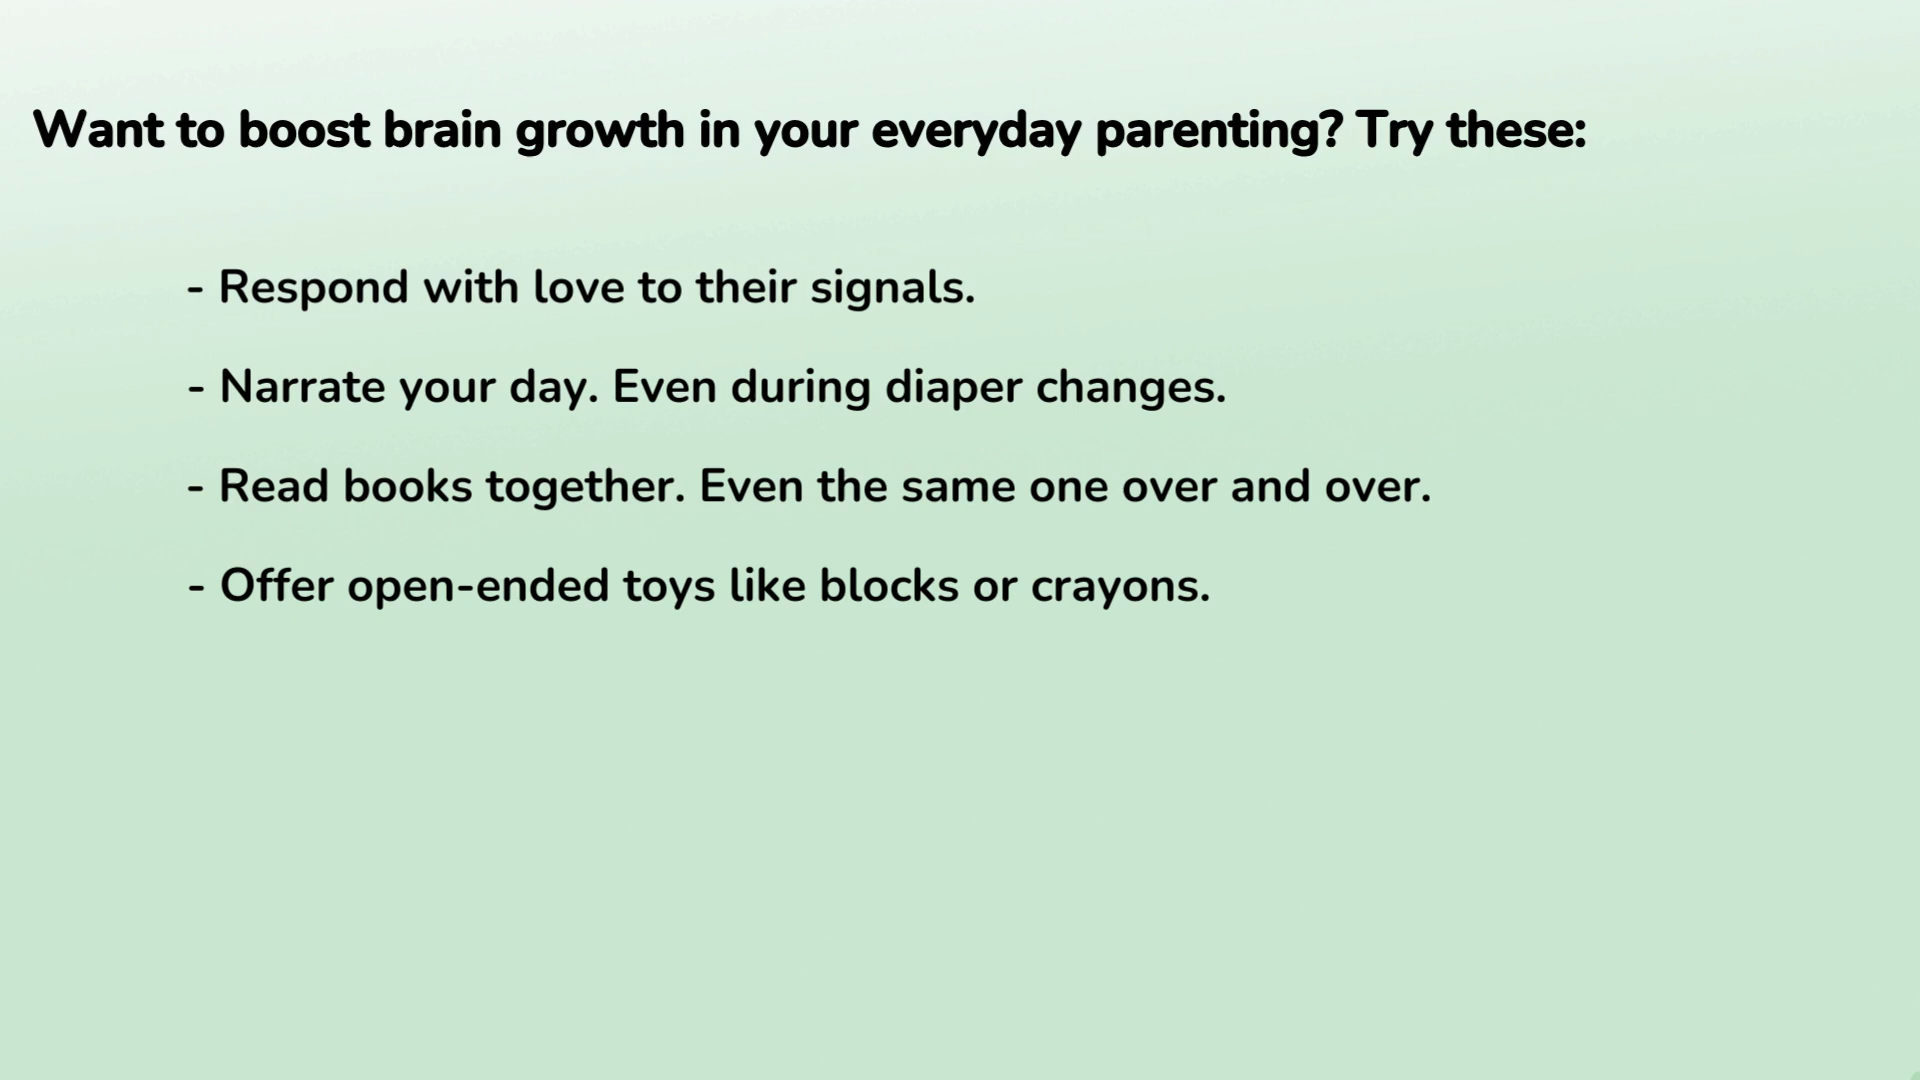 Want to boost brain growth in your everyday parenting? Try these:
- Respond with love to their signals.
- Narrate your day. Even during diaper changes.
- Read books together. Even the same one over and over.
- Offer open-ended toys like blocks or crayons.